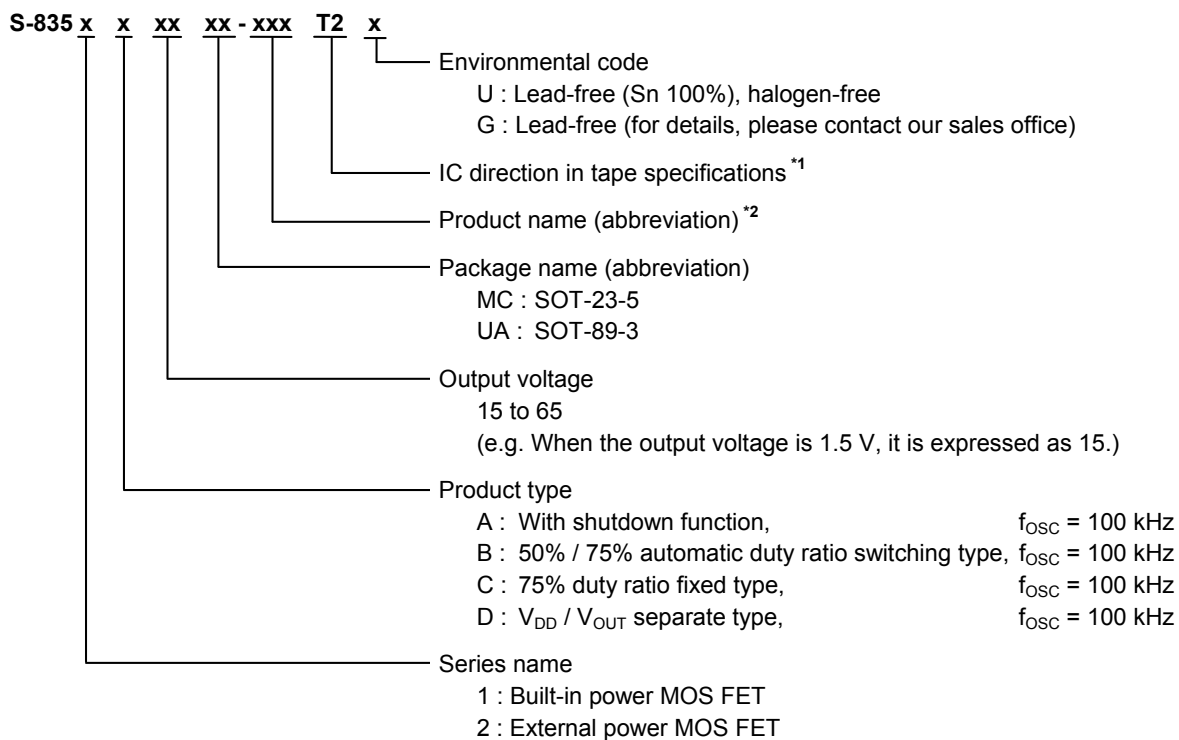 S-835 x x xx xx - xxx T2 x
Environmental code
U : Lead-free (Sn 100%), halogen-free
G : Lead-free (for details, please contact our sales office)
IC direction in tape specifications *1
Product name (abbreviation) *2
Package name (abbreviation)
MC : SOT-23-5
UA : SOT-89-3
Output voltage
15 to 65
(e.g. When the output voltage is 1.5 V, it is expressed as 15.)
Product type
A : With shutdown function, fOSC = 100 kHz
B : 50% / 75% automatic duty ratio switching type, fOSC = 100 kHz
C : 75% duty ratio fixed type, fOSC = 100 kHz
D : VDD / VOUT separate type, fOSC = 100 kHz
Series name
1 : Built-in power MOS FET
2 : External power MOS FET